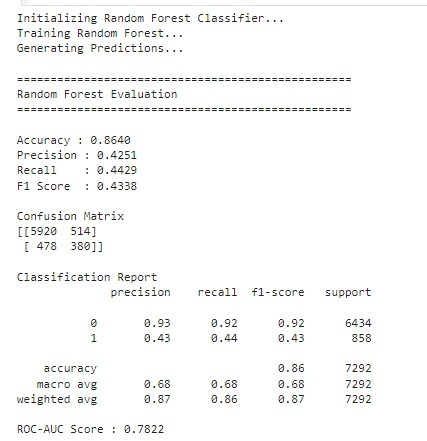 Initializing Random Forest Classifier...
Training Random Forest...
Generating Predictions...
==================================================
Random Forest Evaluation
==================================================
Accuracy : 0.8640
Precision : 0.4251
Recall    : 0.4429
F1 Score  : 0.4338
Confusion Matrix
[[5920  514]
 [ 478  380]]
Classification Report
              precision    recall  f1-score   support
           0       0.93      0.92      0.92      6434
           1       0.43      0.44      0.43       858
    accuracy                           0.86      7292
   macro avg       0.68      0.68      0.68      7292
weighted avg       0.87      0.86      0.87      7292
ROC-AUC Score : 0.7822